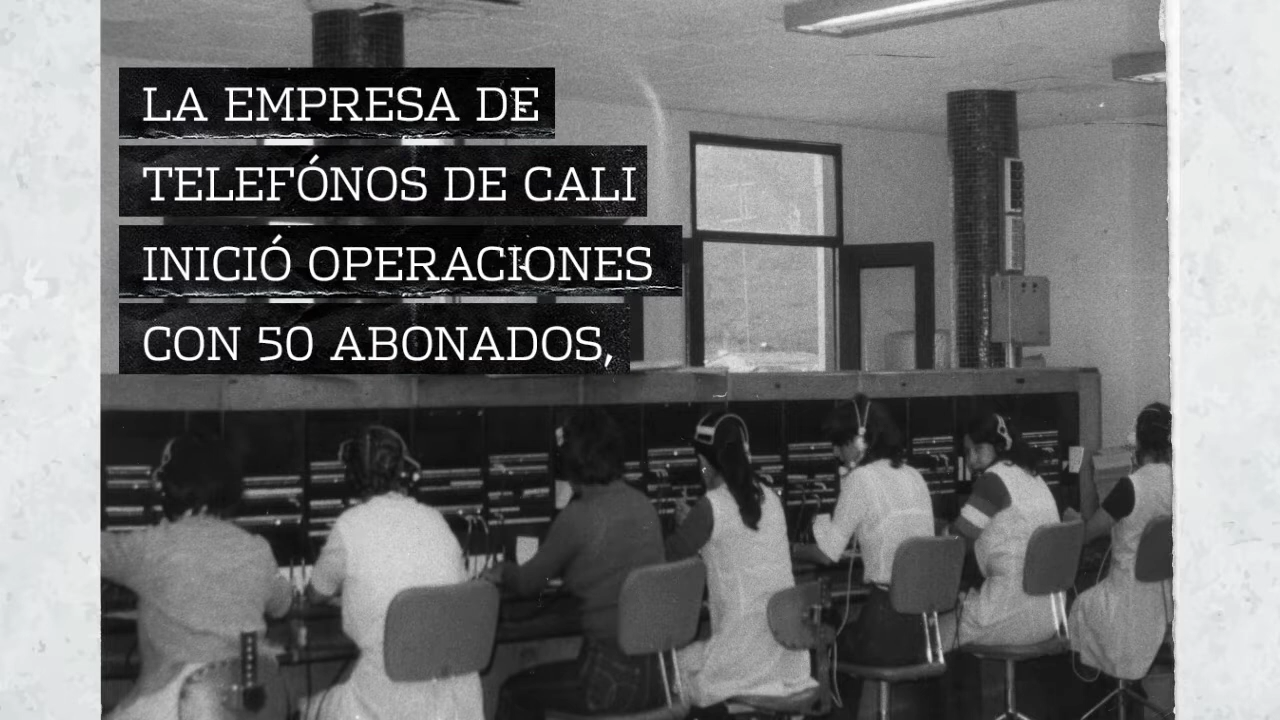 LA EMPRESA DE
TELEFÓNOS DE CALI
INICIÓ OPERACIONES
CON 50 ABONADOS,